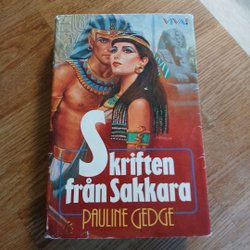 VIVA!
Skriften
från Sakkara
PAULINE GEDGE